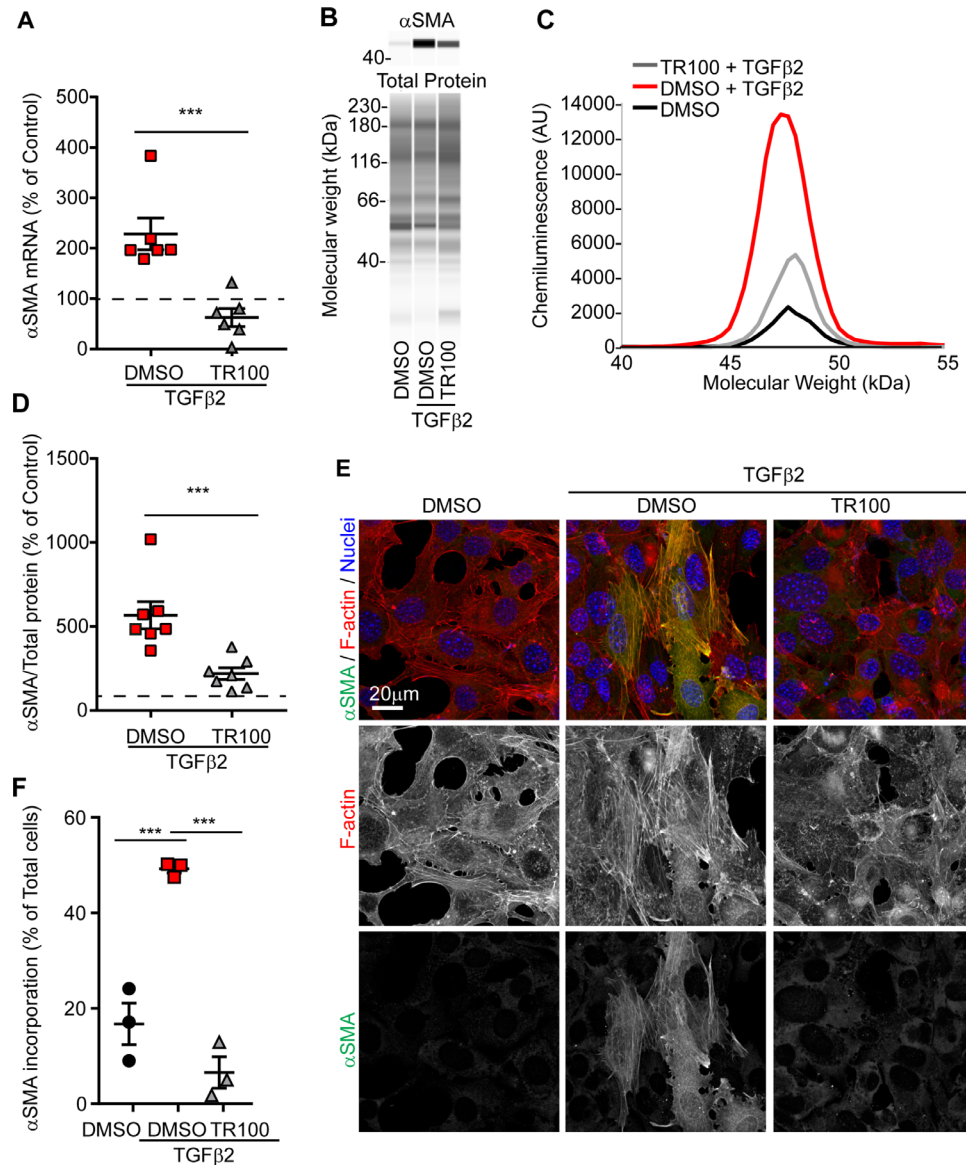 A
αSMA mRNA (% of Control)
500
400
300
200
100
0
***
DMSO TR100
TGFβ2
B
αSMA
40-
Total Protein
Molecular weight (kDa)
230-
180-
116-
66-
40-
DMSO
DMSO
TR100
TGFβ2
C
TR100 + TGFβ2
DMSO + TGFβ2
DMSO
Chemiluminescence (AU)
14000
12000
10000
8000
6000
4000
2000
0
40 45 50 55
Molecular Weight (kDa)
D
αSMA/Total protein (% of Control)
1500
1000
500
0
***
DMSO TR100
TGFβ2
E
TGFβ2
DMSO DMSO TR100
αSMA / F-actin / Nuclei
20μm
F-actin
αSMA
F
αSMA incorporation (% of Total cells)
60
40
20
0
*** ***
DMSO DMSO TR100
TGFβ2